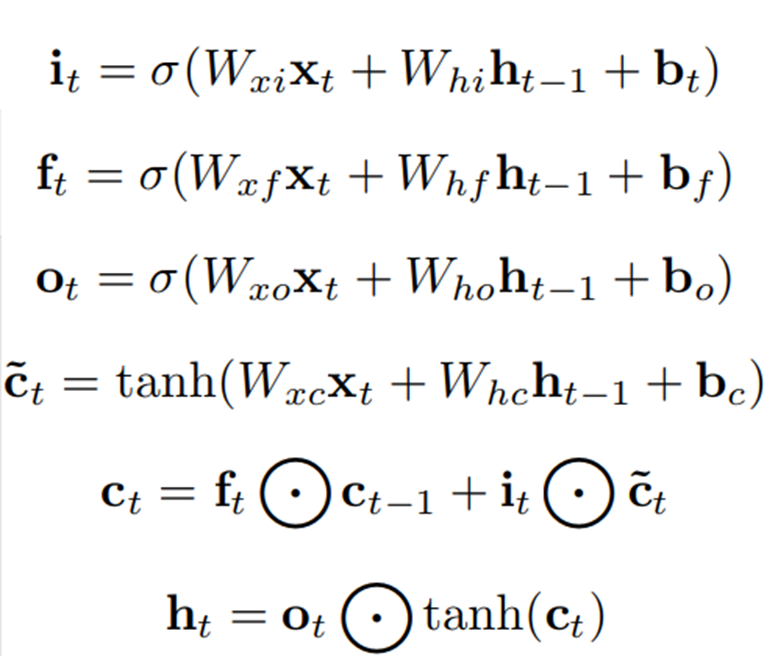 i_t = σ(W_{xi}x_t + W_{hi}h_{t−1} + b_t)
f_t = σ(W_{xf}x_t + W_{hf}h_{t−1} + b_f)
o_t = σ(W_{xo}x_t + W_{ho}h_{t−1} + b_o)
c̃_t = tanh(W_{xc}x_t + W_{hc}h_{t−1} + b_c)
c_t = f_t ⨀ c_{t−1} + i_t ⨀ c̃_t
h_t = o_t ⨀ tanh(c_t)